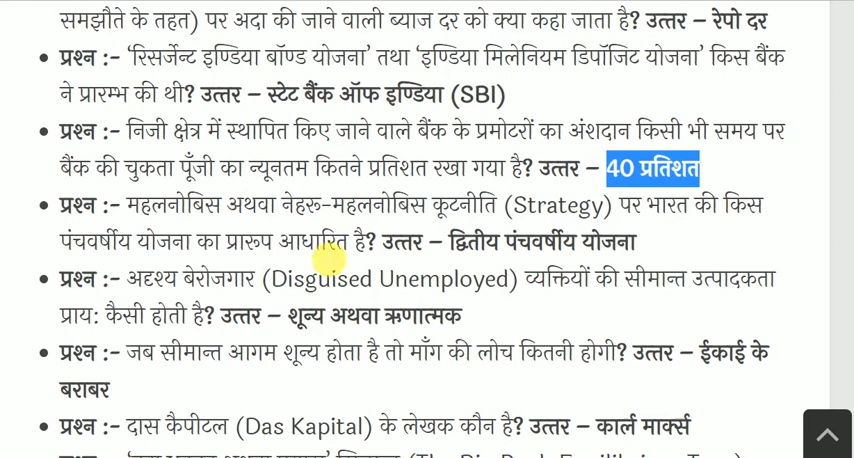 समझौते के तहत) पर अदा की जाने वाली ब्याज दर को क्या कहा जाता है? उत्तर – रेपो दर
• प्रश्न :- ‘रिसर्जेन्ट इण्डिया बॉण्ड योजना’ तथा ‘इण्डिया मिलेनियम डिपॉजिट योजना’ किस बैंक
ने प्रारम्भ की थी? उत्तर – स्टेट बैंक ऑफ इण्डिया (SBI)
• प्रश्न :- निजी क्षेत्र में स्थापित किए जाने वाले बैंक के प्रमोटरों का अंशदान किसी भी समय पर
बैंक की चुकता पूँजी का न्यूनतम कितने प्रतिशत रखा गया है? उत्तर – 40 प्रतिशत
• प्रश्न :- महलनोबिस अथवा नेहरू-महलनोबिस कूटनीति (Strategy) पर भारत की किस
पंचवर्षीय योजना का प्रारूप आधारित है? उत्तर – द्वितीय पंचवर्षीय योजना
• प्रश्न :- अदृश्य बेरोजगार (Disguised Unemployed) व्यक्तियों की सीमान्त उत्पादकता
प्राय: कैसी होती है? उत्तर – शून्य अथवा ऋणात्मक
• प्रश्न :- जब सीमान्त आगम शून्य होता है तो माँग की लोच कितनी होगी? उत्तर – ईकाई के
बराबर
• प्रश्न :- दास कैपीटल (Das Kapital) के लेखक कौन है? उत्तर – कार्ल मार्क्स